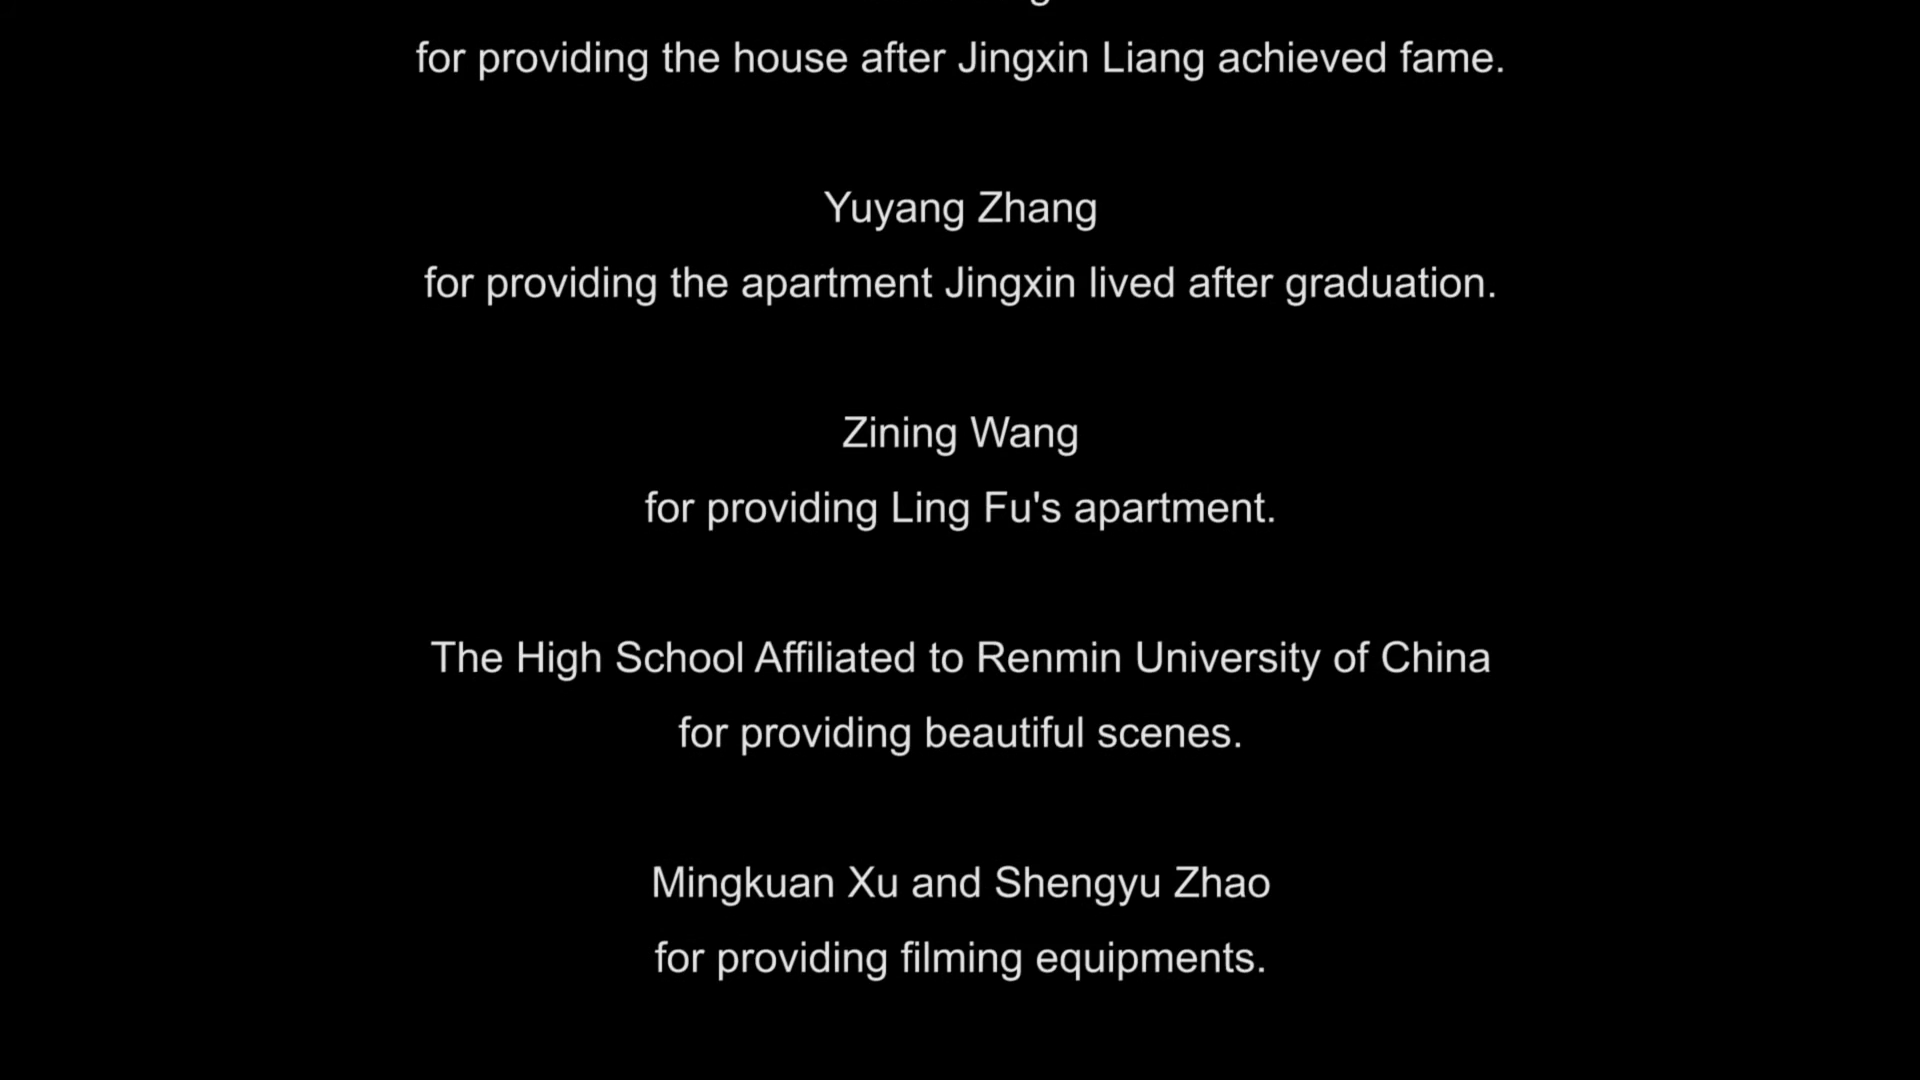 for providing the house after Jingxin Liang achieved fame.
Yuyang Zhang
for providing the apartment Jingxin lived after graduation.
Zining Wang
for providing Ling Fu's apartment.
The High School Affiliated to Renmin University of China
for providing beautiful scenes.
Mingkuan Xu and Shengyu Zhao
for providing filming equipments.